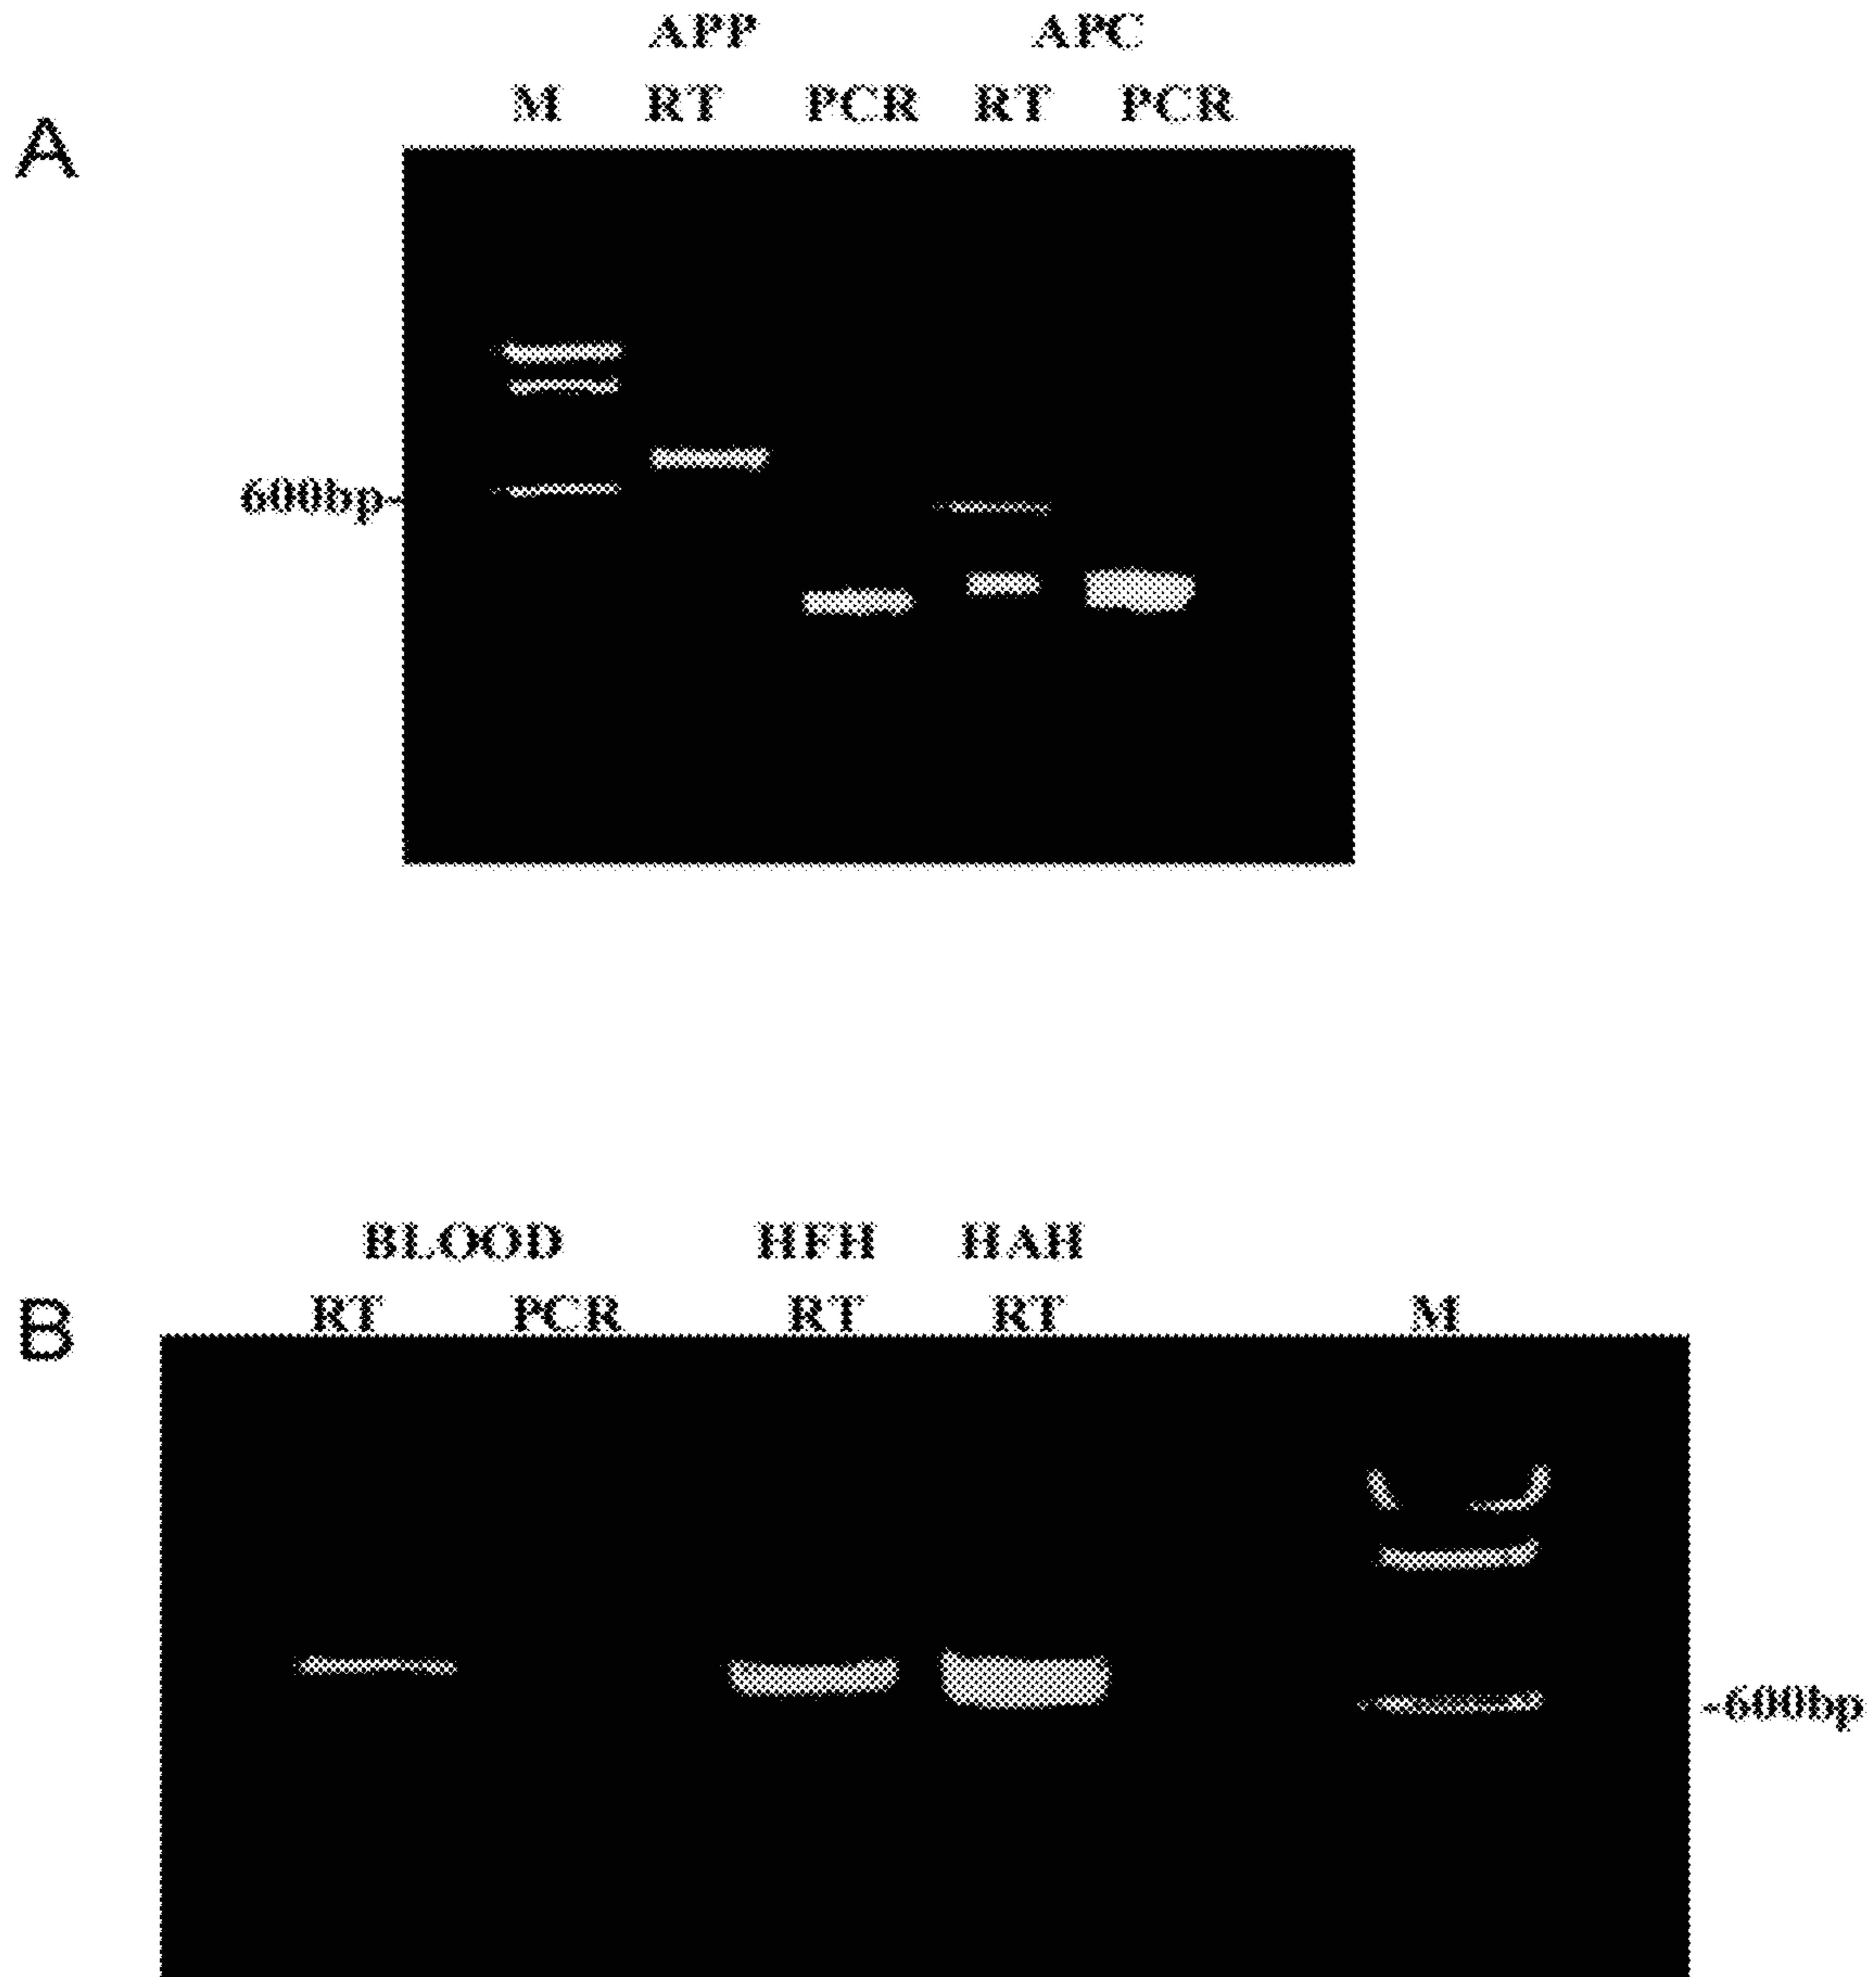 APP APC
M RT PCR RT PCR
A
600bp-
BLOOD HFH HAH
RT PCR RT RT M
B
-600bp